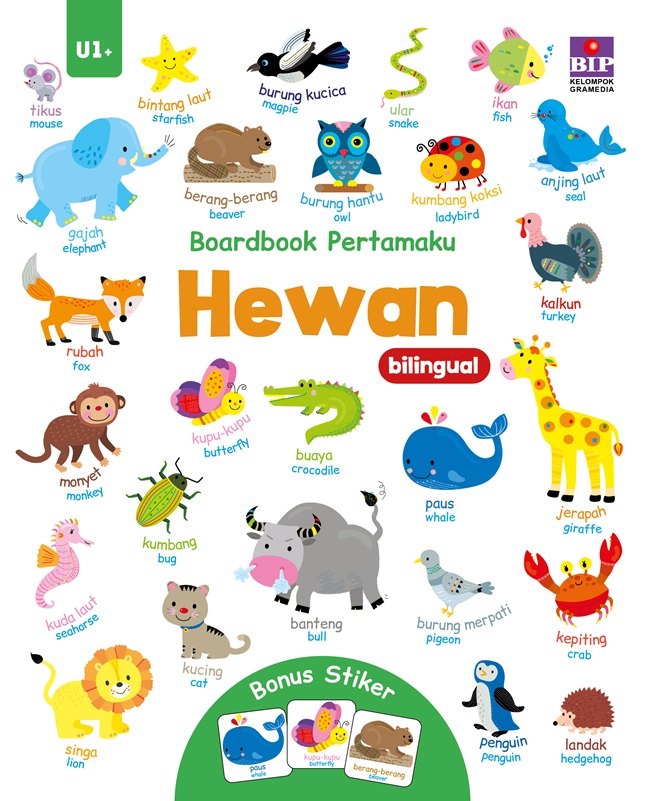 U1+
BIP
KELOMPOK
GRAMEDIA
tikus
mouse
bintang laut
starfish
burung kucica
magpie
ular
snake
ikan
fish
gajah
elephant
berang-berang
beaver
burung hantu
owl
kumbang koksi
ladybird
anjing laut
seal
Boardbook Pertamaku
Hewan
bilingual
kalkun
turkey
rubah
fox
monyet
monkey
kupu-kupu
butterfly
buaya
crocodile
paus
whale
jerapah
giraffe
kumbang
bug
kuda laut
seahorse
kucing
cat
banteng
bull
burung merpati
pigeon
kepiting
crab
singa
lion
Bonus Stiker
paus
whale
kupu-kupu
butterfly
berang-berang
beaver
penguin
penguin
landak
hedgehog